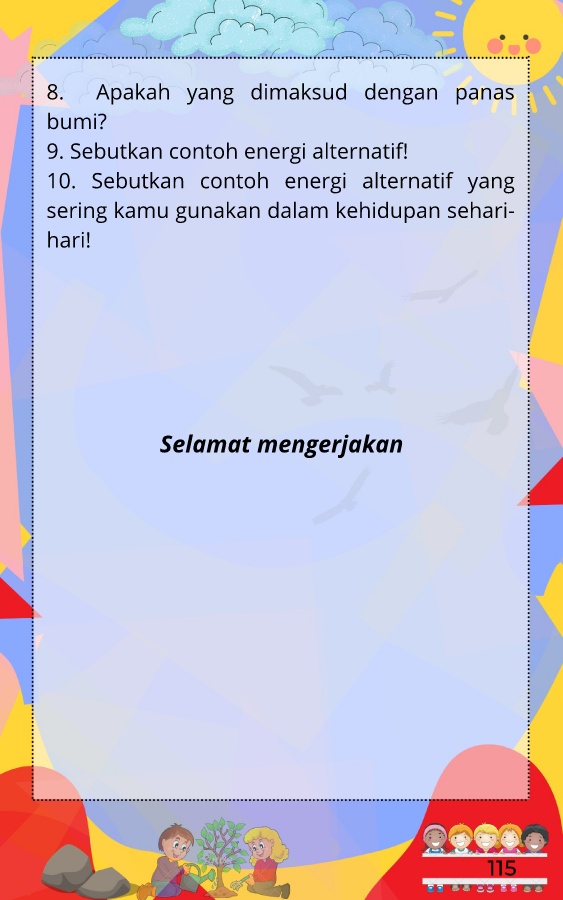 8. Apakah yang dimaksud dengan panas
bumi?
9. Sebutkan contoh energi alternatif!
10. Sebutkan contoh energi alternatif yang
sering kamu gunakan dalam kehidupan sehari-
hari!
Selamat mengerjakan
115